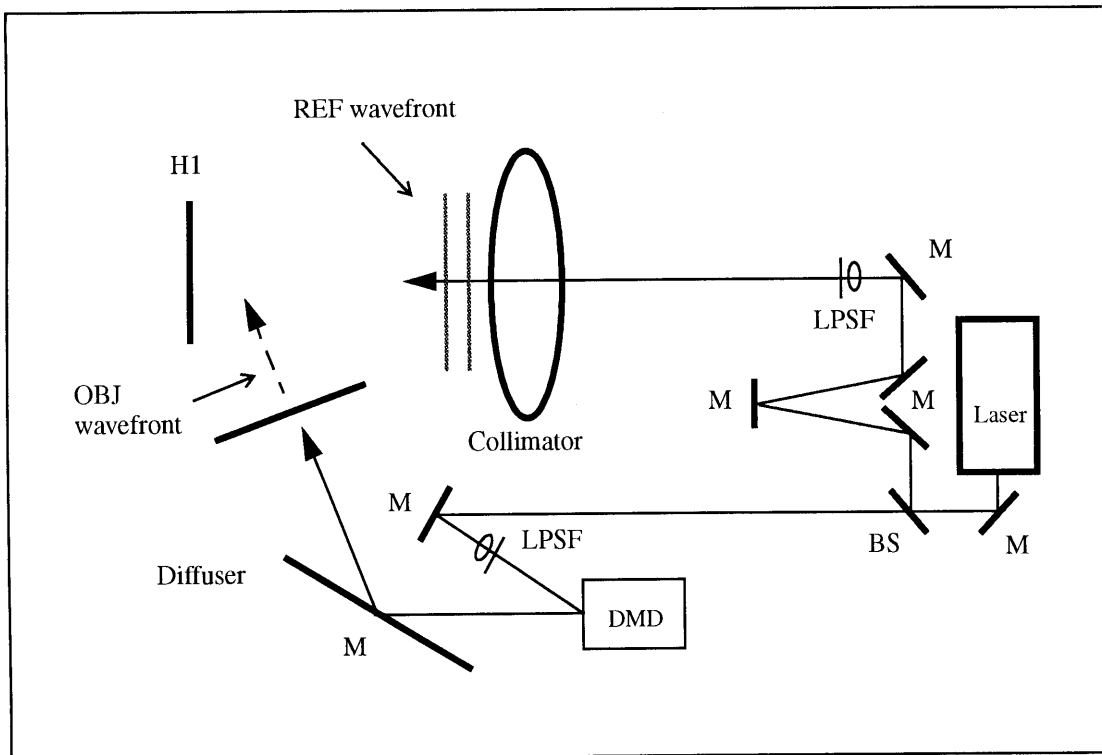 REF wavefront
H1
M
LPSF
M
M
Laser
OBJ
wavefront
Collimator
M
LPSF
BS
M
Diffuser
DMD
M